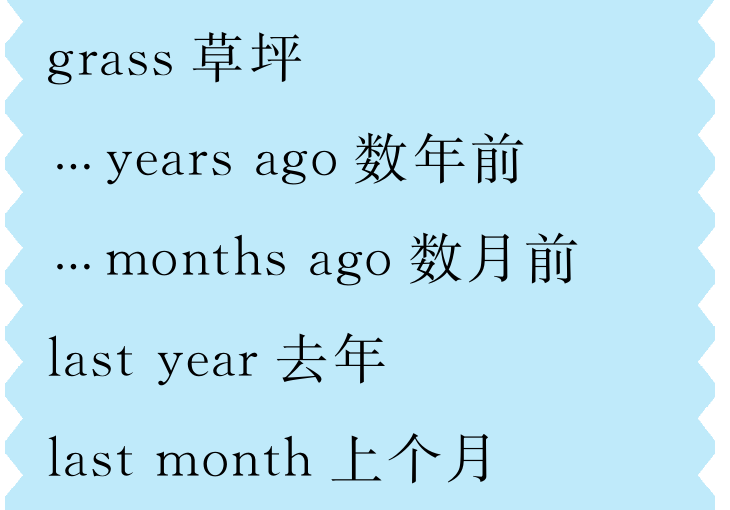 grass 草坪
... years ago 数年前
... months ago 数月前
last year 去年
last month 上个月